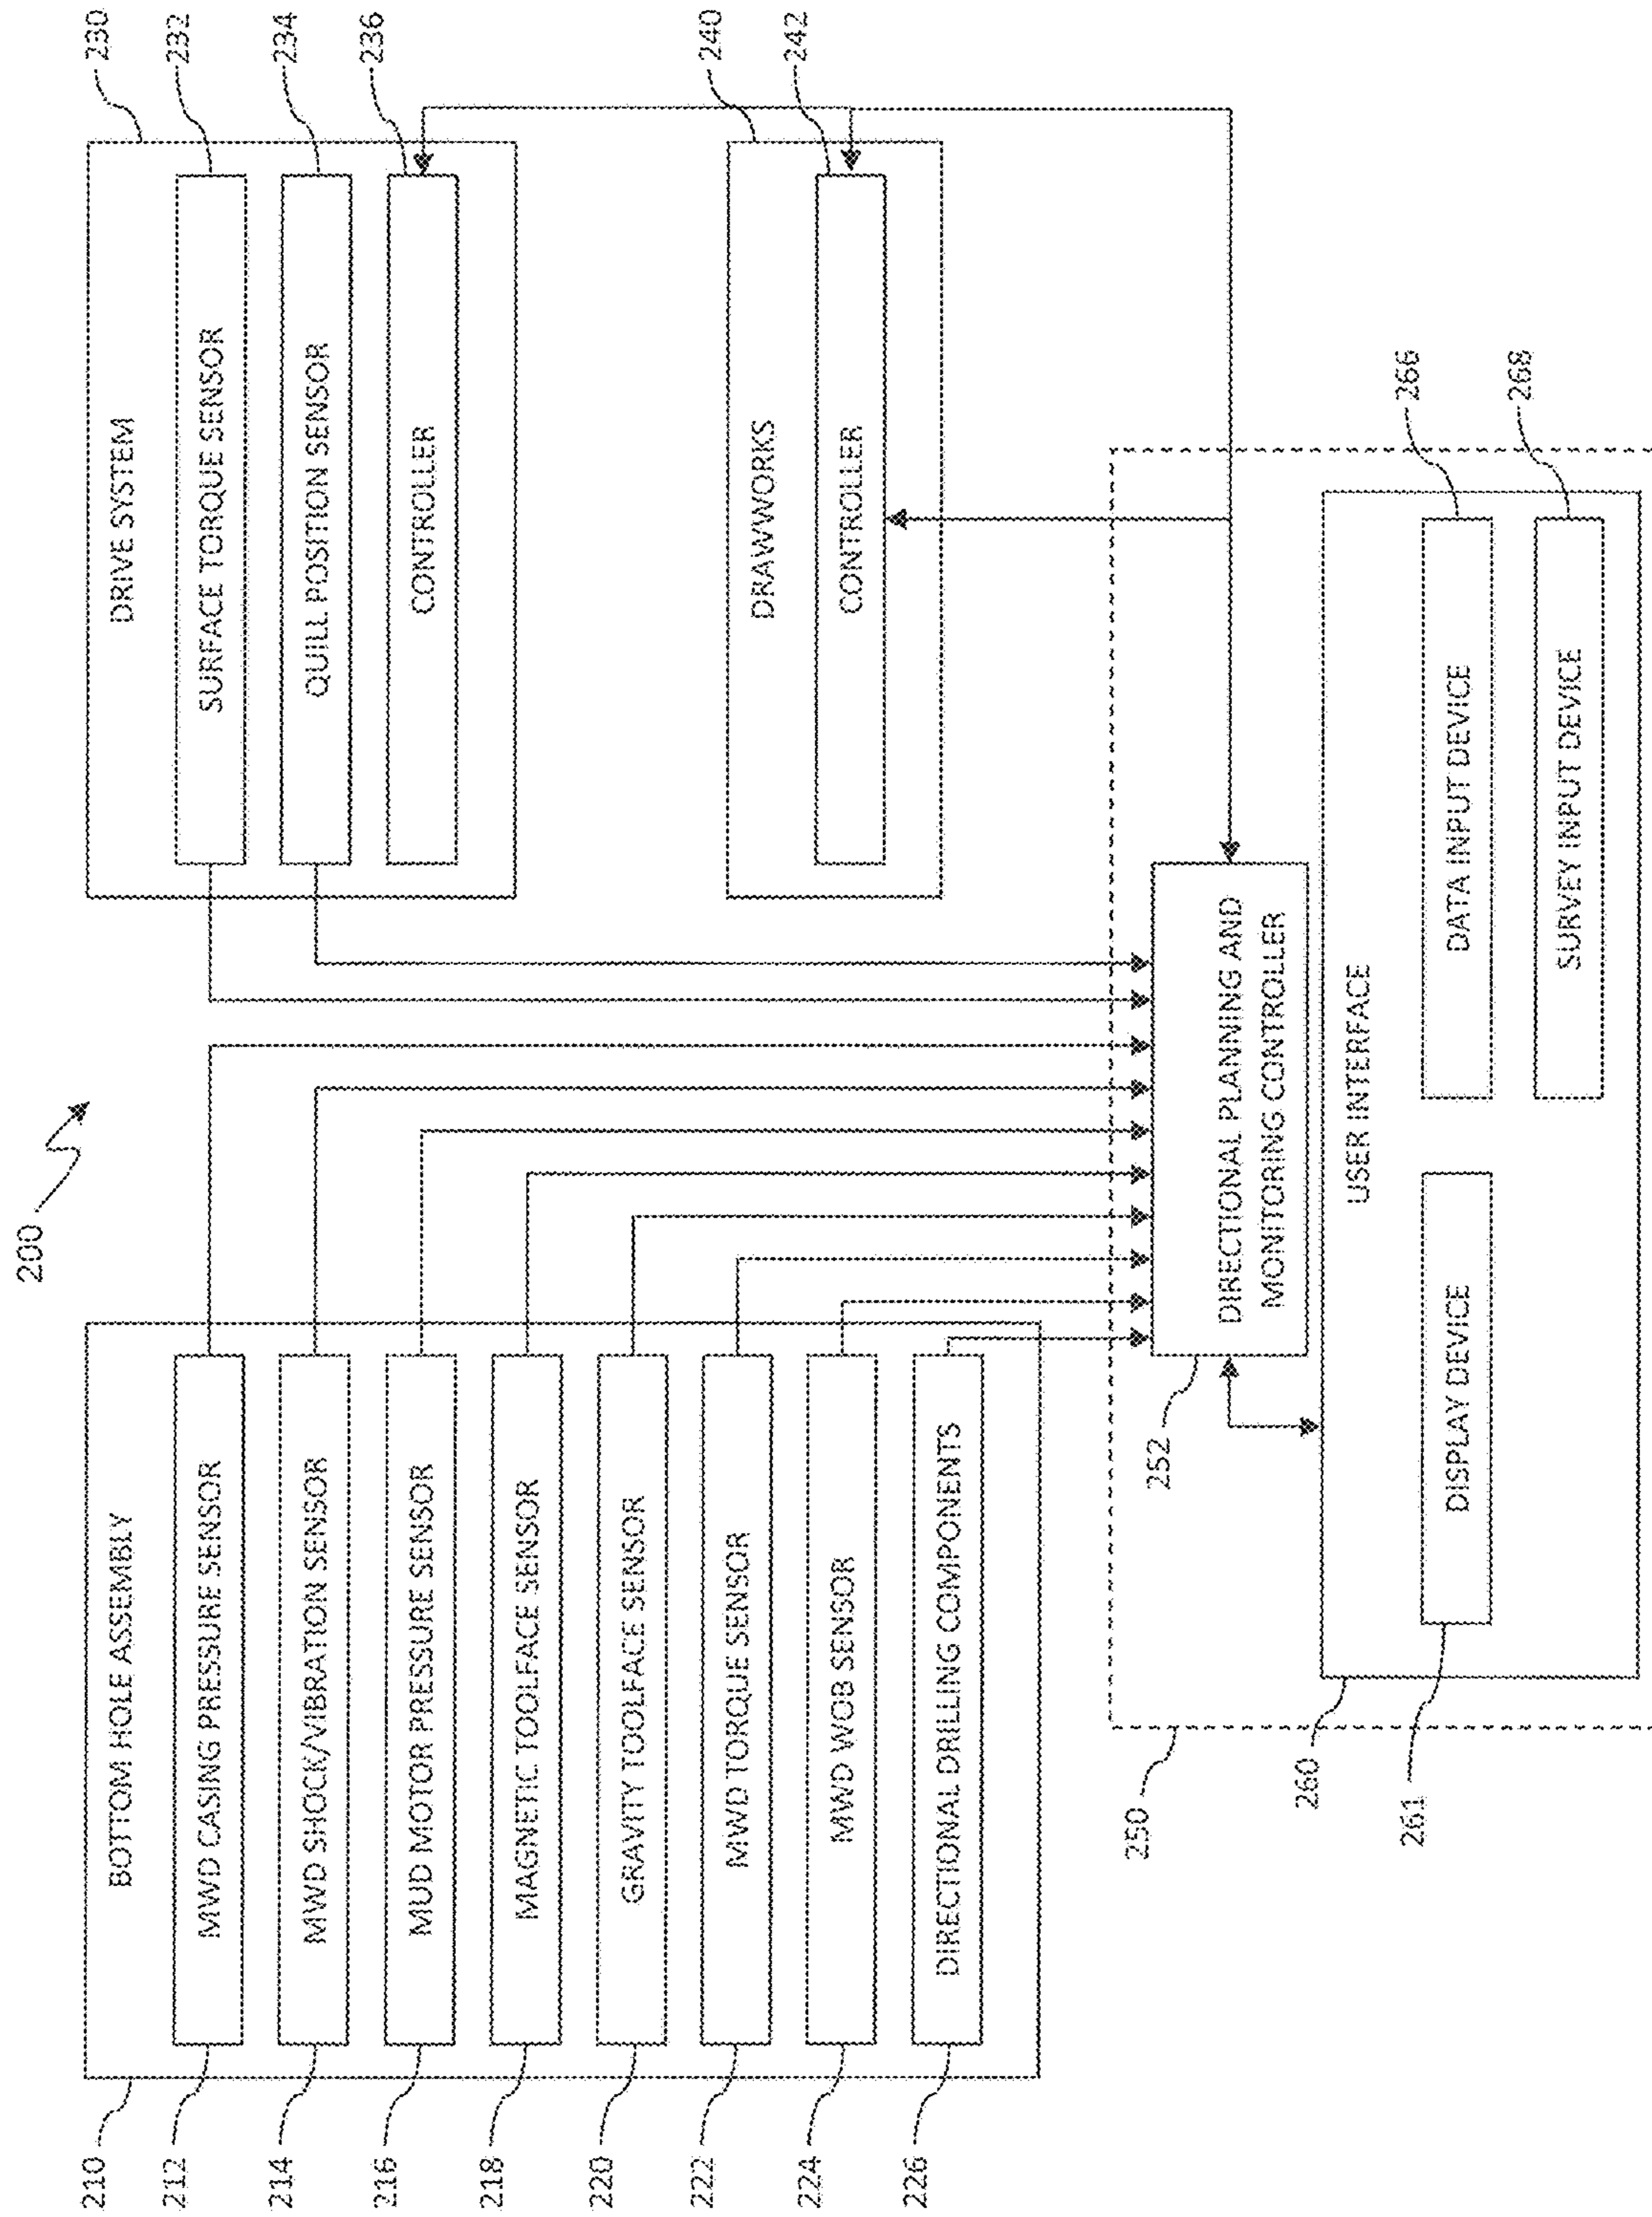 200
210
BOTTOM HOLE ASSEMBLY
212
MWD CASING PRESSURE SENSOR
214
MWD SHOCK/VIBRATION SENSOR
216
MUD MOTOR PRESSURE SENSOR
218
MAGNETIC TOOLFACE SENSOR
220
GRAVITY TOOLFACE SENSOR
222
MWD TORQUE SENSOR
224
MWD WOB SENSOR
226
DIRECTIONAL DRILLING COMPONENTS
230
DRIVE SYSTEM
232
SURFACE TORQUE SENSOR
234
QUILL POSITION SENSOR
236
CONTROLLER
240
DRAWWORKS
242
CONTROLLER
250
252
DIRECTIONAL PLANNING AND
MONITORING CONTROLLER
260
USER INTERFACE
261
DISPLAY DEVICE
266
DATA INPUT DEVICE
268
SURVEY INPUT DEVICE